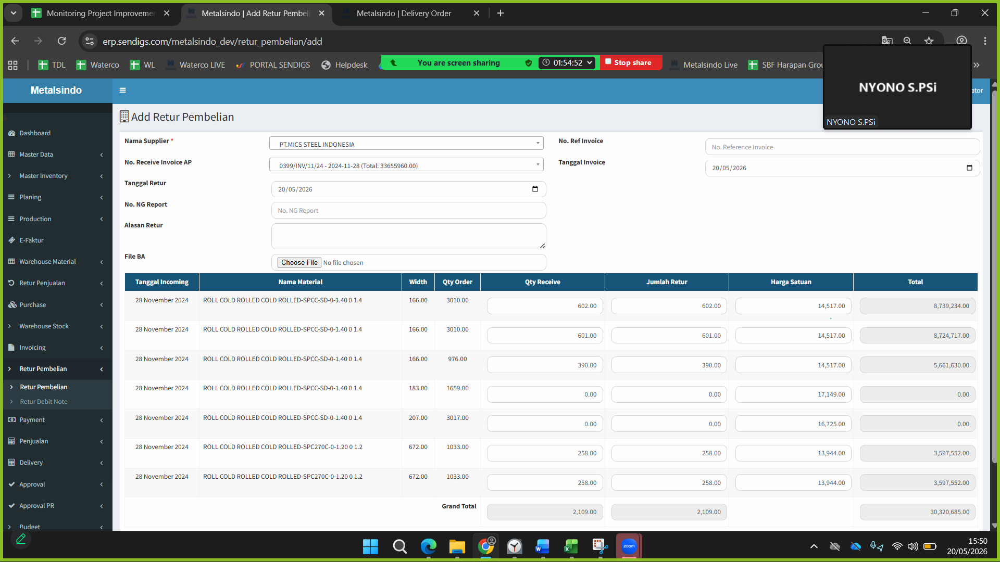 Monitoring Project Improvemen
Metalsindo | Add Retur Pembeli
Metalsindo | Delivery Order
erp.sendigs.com/metalsindo_dev/retur_pembelian/add
TDL
Waterco
WL
Waterco LIVE
PORTAL SENDIGS
Helpdesk
You are screen sharing
01:54:52
Stop share
Metalsindo Live
SBF Harapan Grou
NYONO S.PSi
NYONO S.PSi
Metalsindo
ator
Dashboard
Master Data
Master Inventory
Planing
Production
E-Faktur
Warehouse Material
Retur Penjualan
Purchase
Warehouse Stock
Invoicing
Retur Pembelian
Retur Pembelian
Retur Debit Note
Payment
Penjualan
Delivery
Approval
Approval PR
Budget
Add Retur Pembelian
Nama Supplier *
PT.MICS STEEL INDONESIA
No. Ref Invoice
No. Reference Invoice
No. Receive Invoice AP
0399/INV/11/24 - 2024-11-28 (Total: 33655960.00)
Tanggal Invoice
20/05/2026
Tanggal Retur
20/05/2026
No. NG Report
No. NG Report
Alasan Retur
File BA
Choose File No file chosen
Tanggal Incoming Nama Material Width Qty Order Qty Receive Jumlah Retur Harga Satuan Total
28 November 2024 ROLL COLD ROLLED COLD ROLLED-SPCC-SD-0-1.40 0 1.4 166.00 3010.00 602.00 602.00 14,517.00 8,739,234.00
28 November 2024 ROLL COLD ROLLED COLD ROLLED-SPCC-SD-0-1.40 0 1.4 166.00 3010.00 601.00 601.00 14,517.00 8,724,717.00
28 November 2024 ROLL COLD ROLLED COLD ROLLED-SPCC-SD-0-1.40 0 1.4 166.00 976.00 390.00 390.00 14,517.00 5,661,630.00
28 November 2024 ROLL COLD ROLLED COLD ROLLED-SPCC-SD-0-1.40 0 1.4 183.00 1659.00 0.00 0.00 17,149.00 0.00
28 November 2024 ROLL COLD ROLLED COLD ROLLED-SPCC-SD-0-1.40 0 1.4 207.00 3017.00 0.00 0.00 16,725.00 0.00
28 November 2024 ROLL COLD ROLLED COLD ROLLED-SPC270C-0-1.20 0 1.2 672.00 1033.00 258.00 258.00 13,944.00 3,597,552.00
28 November 2024 ROLL COLD ROLLED COLD ROLLED-SPC270C-0-1.20 0 1.2 672.00 1033.00 258.00 258.00 13,944.00 3,597,552.00
Grand Total 2,109.00 2,109.00 30,320,685.00
zoom
15:50
20/05/2026